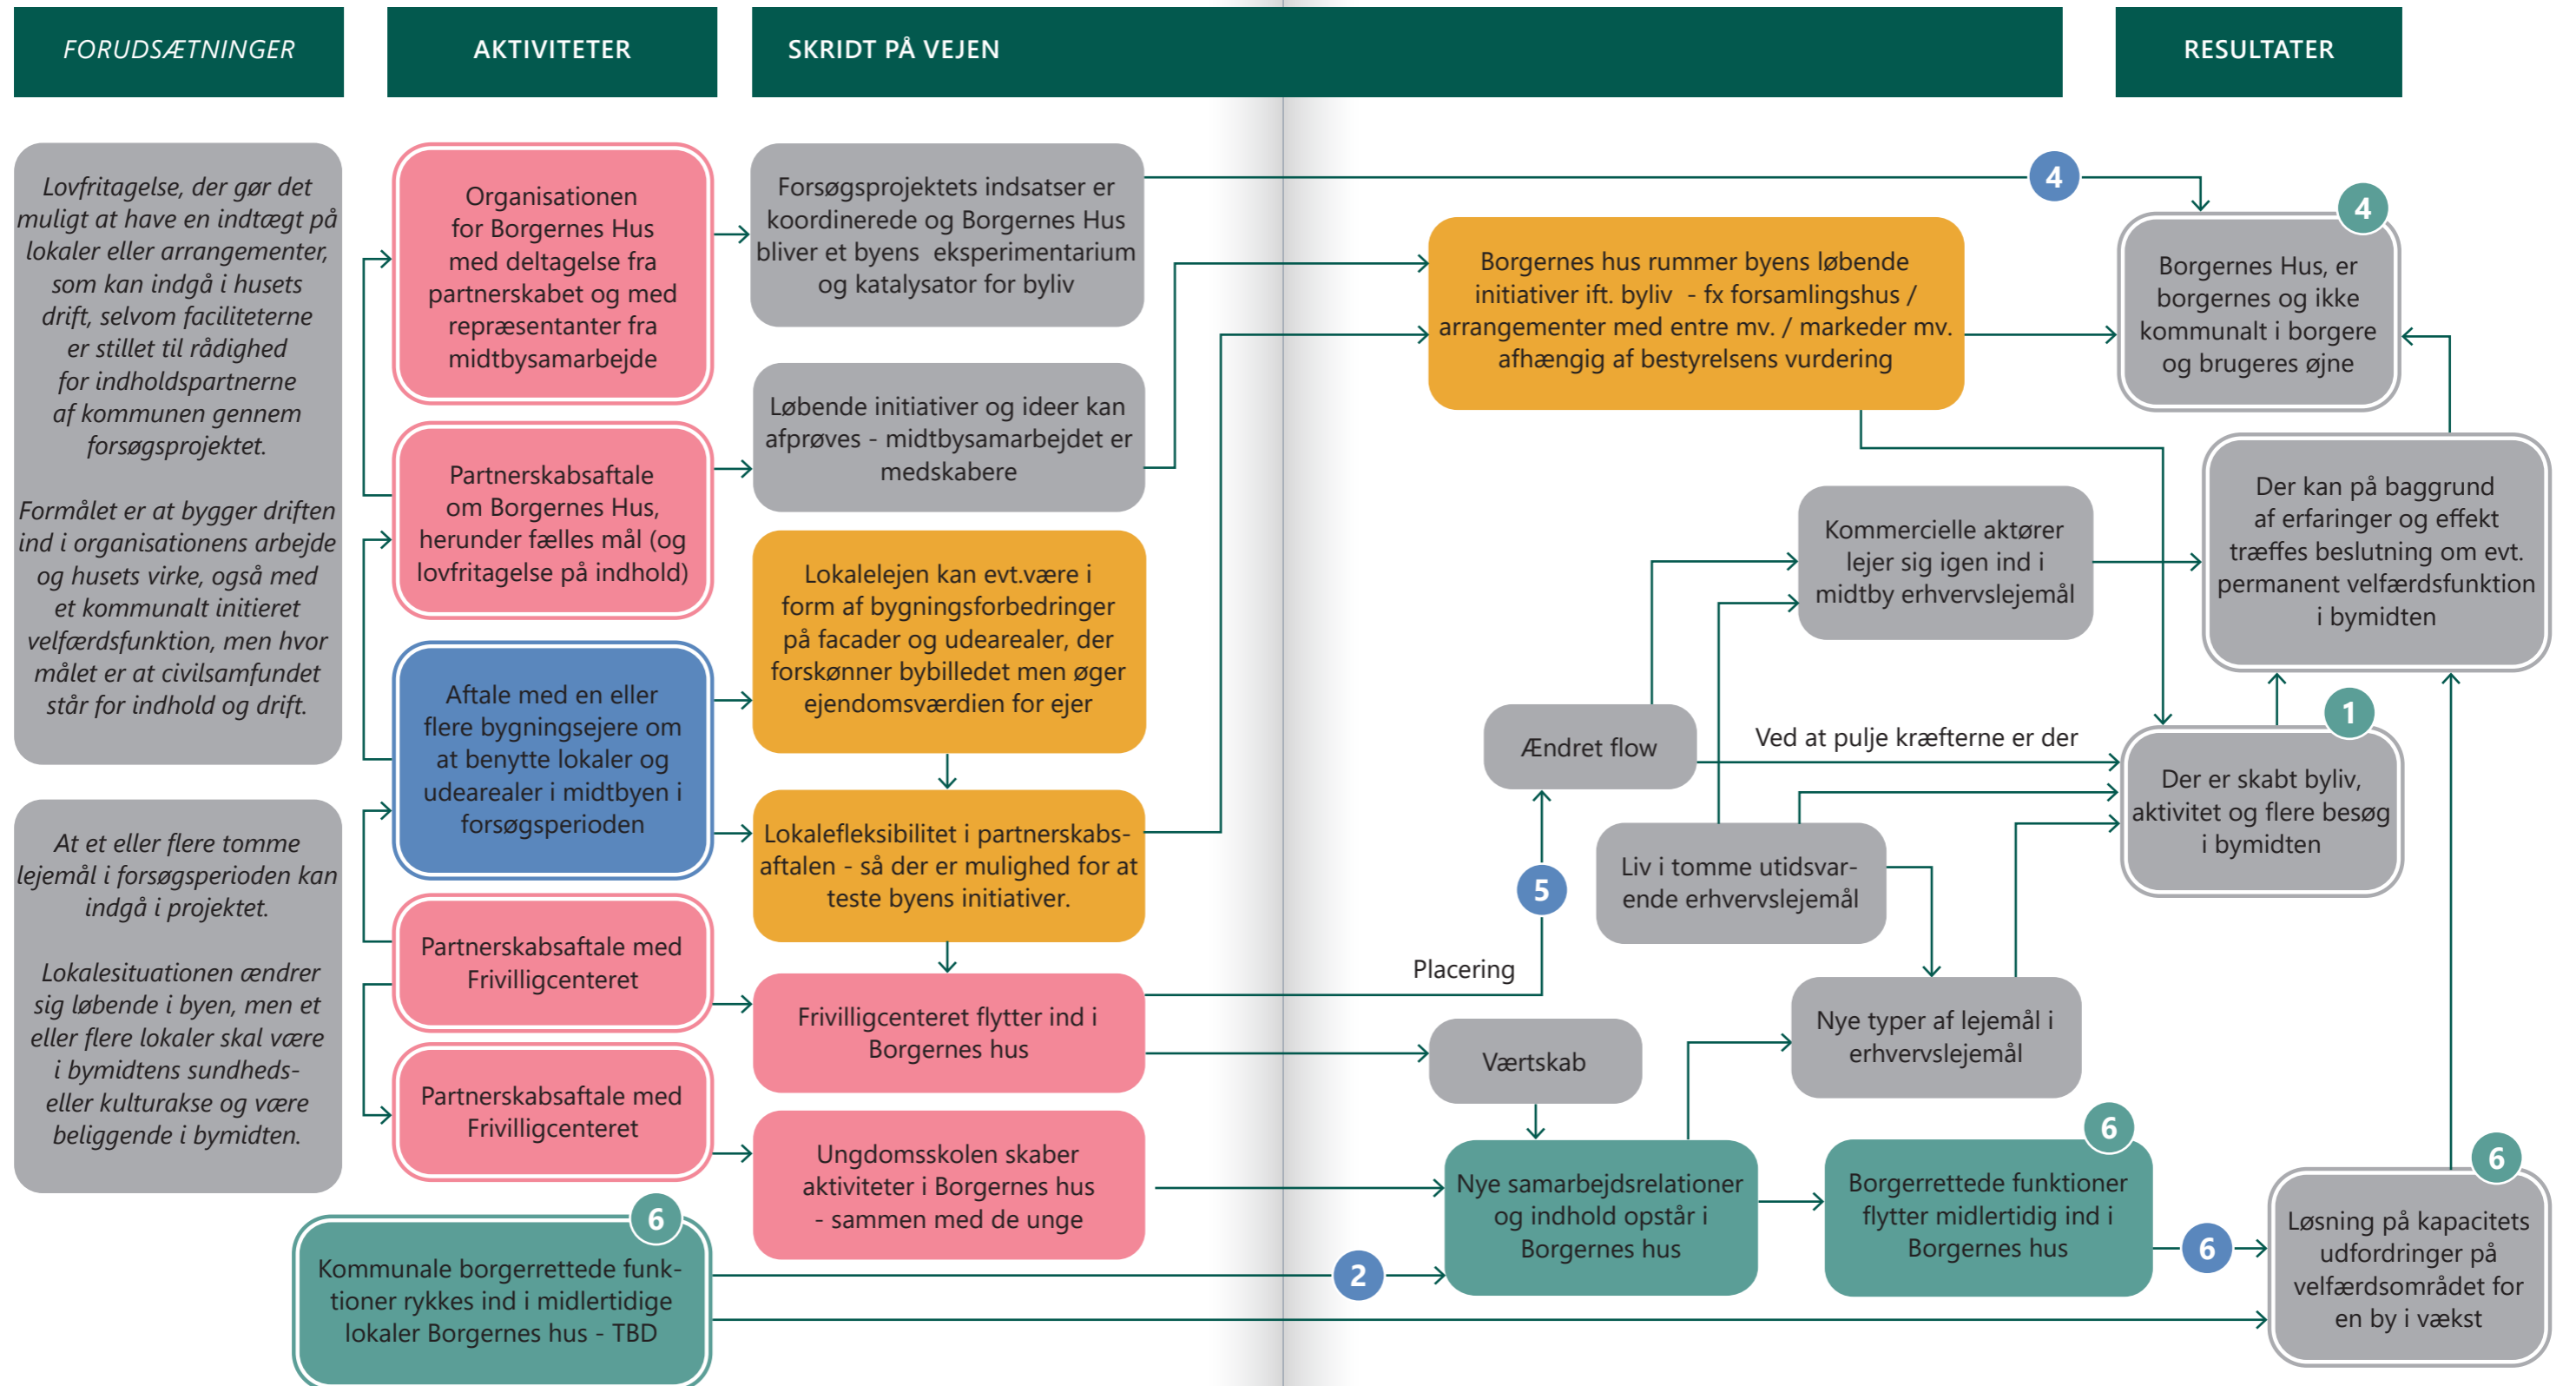 FORUDSÆTNINGER
AKTIVITETER
SKRIDT PÅ VEJEN
RESULTATER
Lovfritagelse, der gør det
muligt at have en indtægt på
lokaler eller arrangementer,
som kan indgå i husets
drift, selvom faciliteterne
er stillet til rådighed
for indholdspartnerne
af kommunen gennem
forsøgsprojektet.
Formålet er at bygger driften
ind i organisationens arbejde
og husets virke, også med
et kommunalt initieret
velfærdsfunktion, men hvor
målet er at civilsamfundet
står for indhold og drift.
At et eller flere tomme
lejemål i forsøgsperioden kan
indgå i projektet.
Lokalesituationen ændrer
sig løbende i byen, men et
eller flere lokaler skal være
i bymidtens sundheds-
eller kulturakse og være
beliggende i bymidten.
Organisationen
for Borgernes Hus
med deltagelse fra
partnerskabet og med
repræsentanter fra
midtbysamarbejde
Partnerskabsaftale
om Borgernes Hus,
herunder fælles mål (og
lovfritagelse på indhold)
Aftale med en eller
flere bygningsejere om
at benytte lokaler og
udearealer i midtbyen i
forsøgsperioden
Partnerskabsaftale med
Frivilligcenteret
Partnerskabsaftale med
Frivilligcenteret
6
Kommunale borgerrettede funk-
tioner rykkes ind i midlertidige
lokaler Borgernes hus - TBD
Forsøgsprojektets indsatser er
koordinerede og Borgernes Hus
bliver et byens  eksperimentarium
og katalysator for byliv
Løbende initiativer og ideer kan
afprøves - midtbysamarbejdet er
medskabere
Lokalelejen kan evt.være i
form af bygningsforbedringer
på facader og udearealer, der
forskønner bybilledet men øger
ejendomsværdien for ejer
Lokalefleksibilitet i partnerskabs-
aftalen - så der er mulighed for at
teste byens initiativer.
Frivilligcenteret flytter ind i
Borgernes hus
Ungdomsskolen skaber
aktiviteter i Borgernes hus
- sammen med de unge
4
Borgernes hus rummer byens løbende
initiativer ift. byliv  - fx forsamlingshus /
arrangementer med entre mv. / markeder mv.
afhængig af bestyrelsens vurdering
Kommercielle aktører
lejer sig igen ind i
midtby erhvervslejemål
Ændret flow
Ved at pulje kræfterne er der
Liv i tomme utidsvar-
ende erhvervslejemål
5
Placering
Nye typer af lejemål i
erhvervslejemål
Værtskab
Nye samarbejdsrelationer
og indhold opstår i
Borgernes hus
2
6
Borgerrettede funktioner
flytter midlertidig ind i
Borgernes hus
6
4
Borgernes Hus, er
borgernes og ikke
kommunalt i borgere
og brugeres øjne
Der kan på baggrund
af erfaringer og effekt
træffes beslutning om evt.
permanent velfærdsfunktion
i bymidten
1
Der er skabt byliv,
aktivitet og flere besøg
i bymidten
6
Løsning på kapacitets
udfordringer på
velfærdsområdet for
en by i vækst